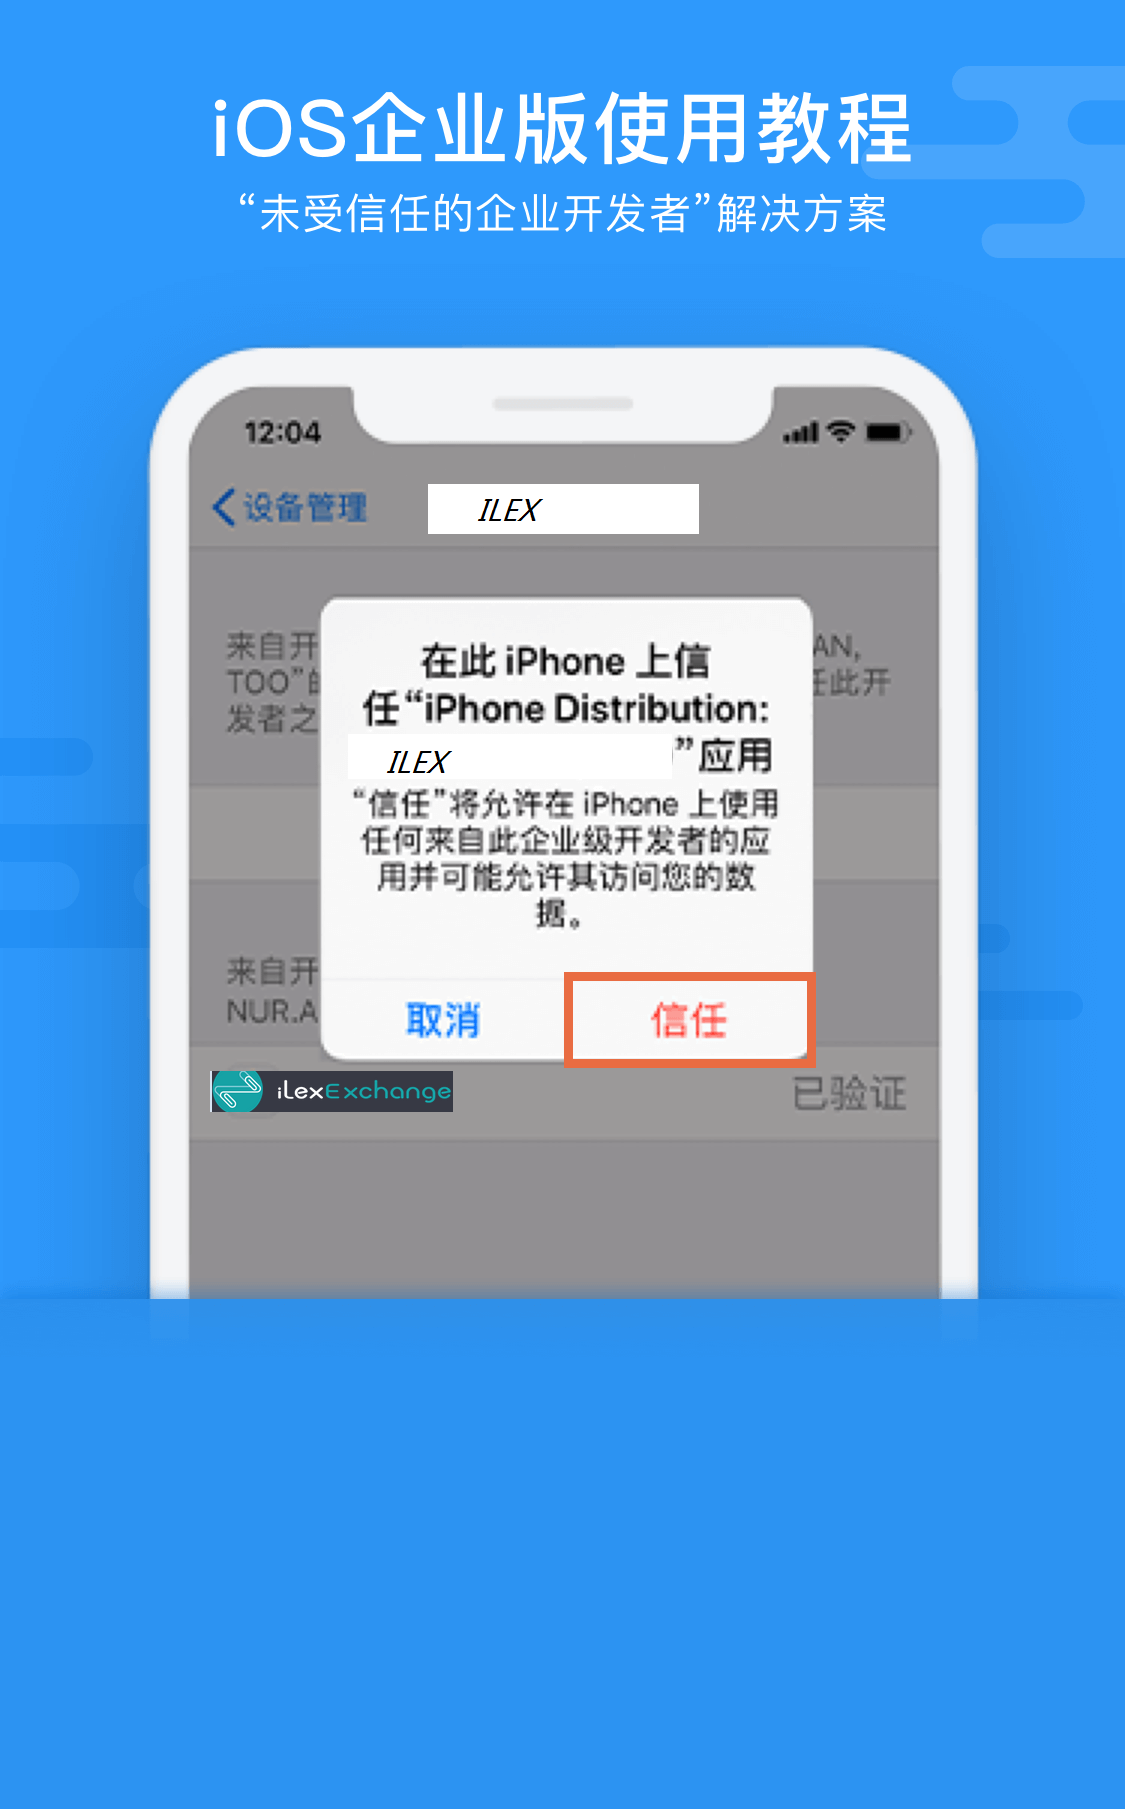 iOS企业版使用教程
“未受信任的企业开发者”解决方案
12:04
设备管理
ILEX
来自开
AN,
TOO”的
任此开
发者之
在此 iPhone 上信
任“iPhone Distribution:
ILEX ”应用
“信任”将允许在 iPhone 上使用
任何来自此企业级开发者的应
用并可能允许其访问您的数
据。
取消
信任
来自开
NUR.A
iLexExchange
已验证